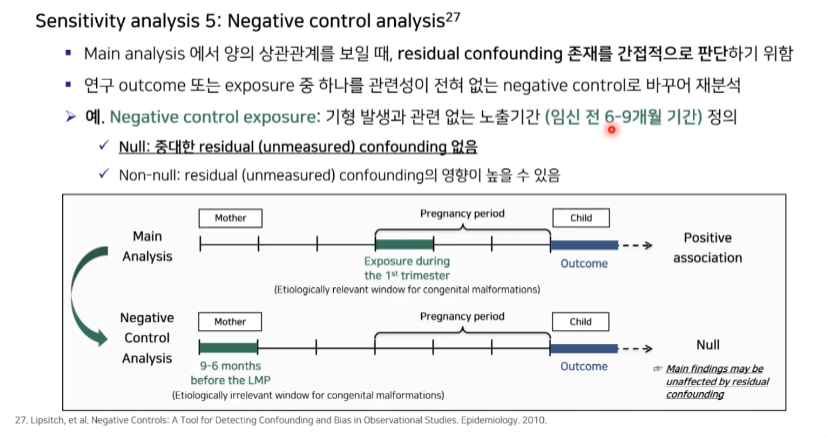 Sensitivity analysis 5: Negative control analysis27
▪ Main analysis 에서 양의 상관관계를 보일 때, residual confounding 존재를 간접적으로 판단하기 위함
▪ 연구 outcome 또는 exposure 중 하나를 관련성이 전혀 없는 negative control로 바꾸어 재분석
➢ 예. Negative control exposure: 기형 발생과 관련 없는 노출기간 (임신 전 6-9개월 기간) 정의
✓ Null: 중대한 residual (unmeasured) confounding 없음
✓ Non-null: residual (unmeasured) confounding의 영향이 높을 수 있음
Main
Analysis
Mother
Pregnancy period
Child
Exposure during
the 1st trimester
(Etiologically relevant window for congenital malformations)
Outcome
Positive
association
Negative
Control
Analysis
Mother
Pregnancy period
Child
9-6 months
before the LMP
(Etiologically irrelevant window for congenital malformations)
Outcome
Null
☞ Main findings may be
unaffected by residual
confounding
27. Lipsitch, et al. Negative Controls: A Tool for Detecting Confounding and Bias in Observational Studies. Epidemiology. 2010.